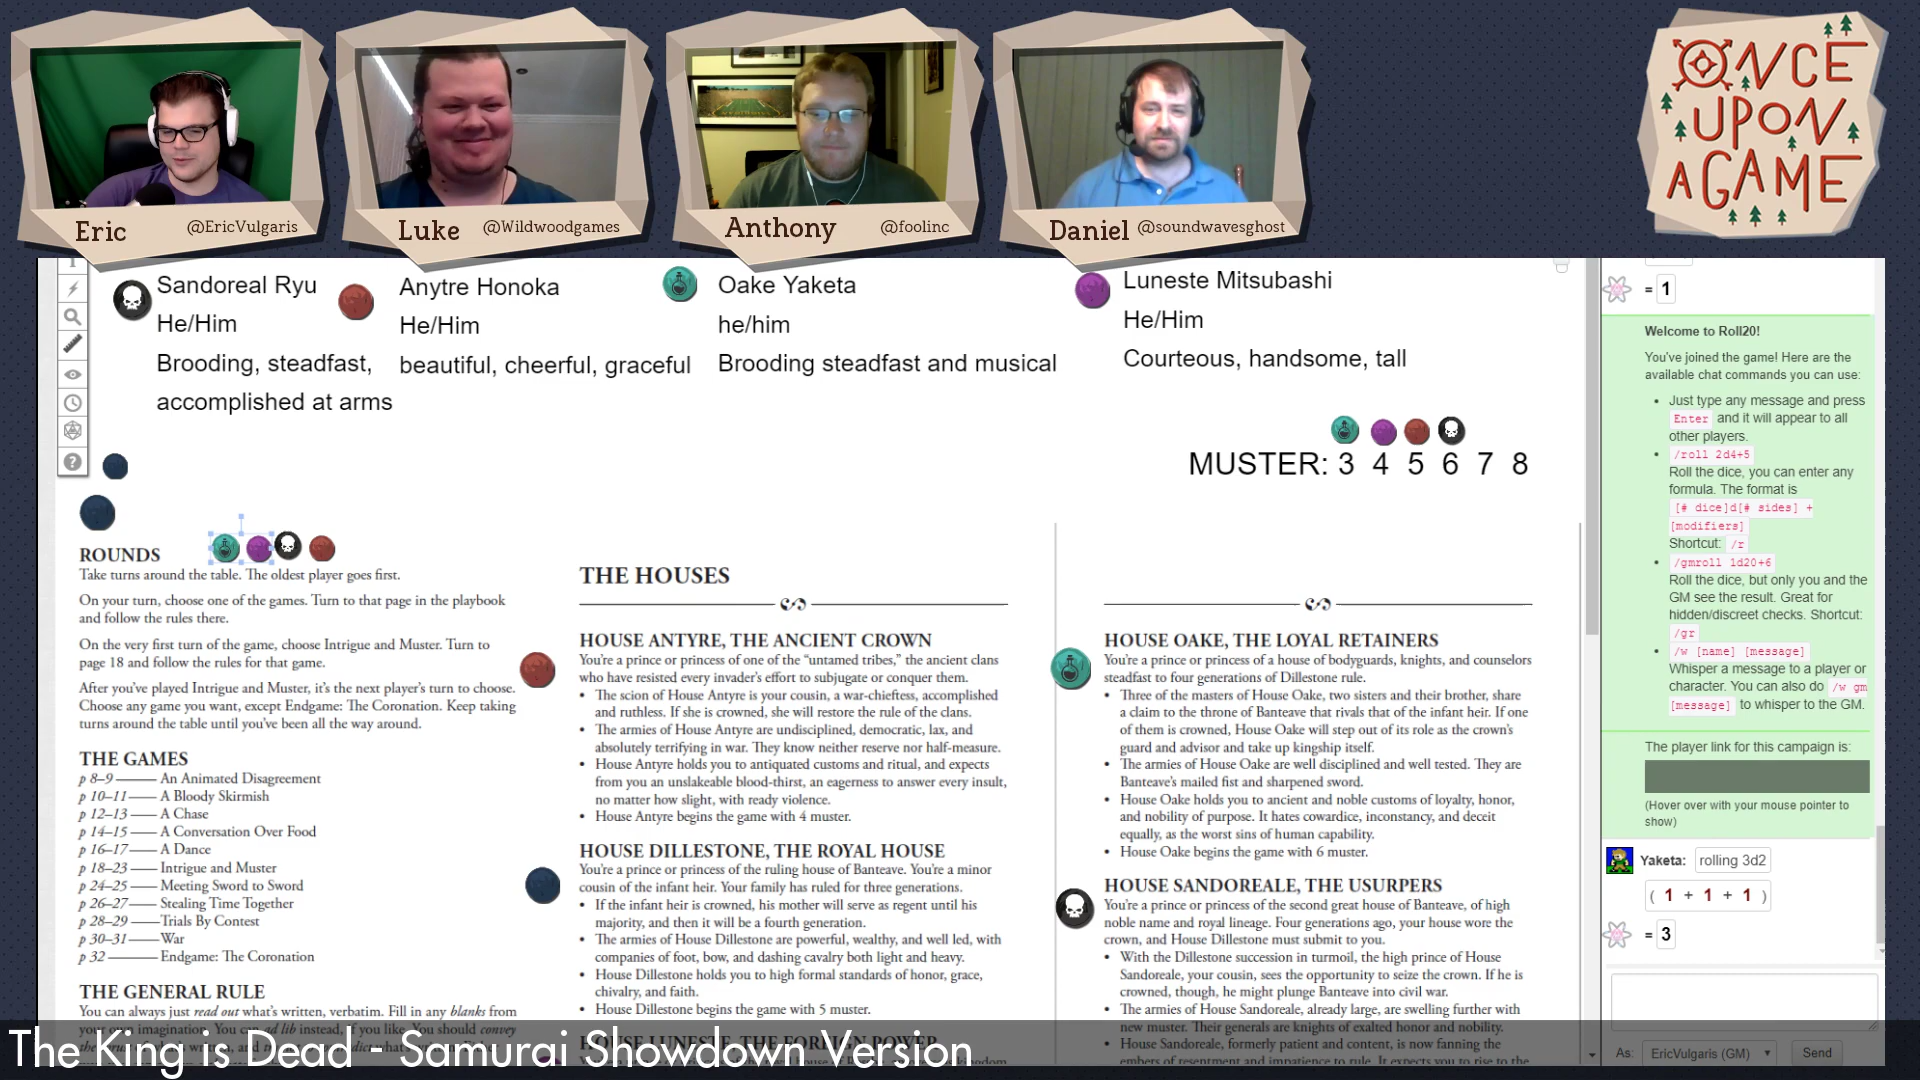 Eric @EricVulgaris
Luke @Wildwoodgames
Anthony @foolinc
Daniel @soundwavesghost
ONCE
UPON
A GAME
Sandoreal Ryu
He/Him
Brooding, steadfast,
accomplished at arms
Anytre Honoka
He/Him
beautiful, cheerful, graceful
Oake Yaketa
he/him
Brooding steadfast and musical
Luneste Mitsubashi
He/Him
Courteous, handsome, tall
MUSTER: 3 4 5 6 7 8
ROUNDS
Take turns around the table. The oldest player goes first.
On your turn, choose one of the games. Turn to that page in the playbook
and follow the rules there.
On the very first turn of the game, choose Intrigue and Muster. Turn to
page 18 and follow the rules for that game.
After you've played Intrigue and Muster, it's the next player's turn to choose.
Choose any game you want, except Endgame: The Coronation. Keep taking
turns around the table until you've been all the way around.
THE GAMES
p 8–9 ——— An Animated Disagreement
p 10–11 —— A Bloody Skirmish
p 12–13 —— A Chase
p 14–15 —— A Conversation Over Food
p 16–17 —— A Dance
p 18–23 —— Intrigue and Muster
p 24–25 —— Meeting Sword to Sword
p 26–27 —— Stealing Time Together
p 28–29 —— Trials By Contest
p 30–31 —— War
p 32 ——— Endgame: The Coronation
THE GENERAL RULE
You can always just read out what's written, verbatim. Fill in any blanks from
your own imagination. You can ad lib instead, if you like. You should convey
THE HOUSES
HOUSE ANTYRE, THE ANCIENT CROWN
You're a prince or princess of one of the "untamed tribes," the ancient clans
who have resisted every invader's effort to subjugate or conquer them.
• The scion of House Antyre is your cousin, a war-chieftess, accomplished
and ruthless. If she is crowned, she will restore the rule of the clans.
• The armies of House Antyre are undisciplined, democratic, lax, and
absolutely terrifying in war. They know neither reserve nor half-measure.
• House Antyre holds you to antiquated customs and ritual, and expects
from you an unslakeable blood-thirst, an eagerness to answer every insult,
no matter how slight, with ready violence.
• House Antyre begins the game with 4 muster.
HOUSE DILLESTONE, THE ROYAL HOUSE
You're a prince or princess of the ruling house of Banteave. You're a minor
cousin of the infant heir. Your family has ruled for three generations.
• If the infant heir is crowned, his mother will serve as regent until his
majority, and then it will be a fourth generation.
• The armies of House Dillestone are powerful, wealthy, and well led, with
companies of foot, bow, and dashing cavalry both light and heavy.
• House Dillestone holds you to high formal standards of honor, grace,
chivalry, and faith.
• House Dillestone begins the game with 5 muster.
HOUSE LUNESTE, THE FOREIGN POWER
HOUSE OAKE, THE LOYAL RETAINERS
You're a prince or princess of a house of bodyguards, knights, and counselors
steadfast to four generations of Dillestone rule.
• Three of the masters of House Oake, two sisters and their brother, share
a claim to the throne of Banteave that rivals that of the infant heir. If one
of them is crowned, House Oake will step out of its role as the crown's
guard and advisor and take up kingship itself.
• The armies of House Oake are well disciplined and well tested. They are
Banteave's mailed fist and sharpened sword.
• House Oake holds you to ancient and noble customs of loyalty, honor,
and nobility of purpose. It hates cowardice, inconstancy, and deceit
equally, as the worst sins of human capability.
• House Oake begins the game with 6 muster.
HOUSE SANDOREALE, THE USURPERS
You're a prince or princess of the second great house of Banteave, of high
noble name and royal lineage. Four generations ago, your house wore the
crown, and House Dillestone must submit to you.
• With the Dillestone succession in turmoil, the high prince of House
Sandoreale, your cousin, sees the opportunity to seize the crown. If he is
crowned, though, he might plunge Banteave into civil war.
• The armies of House Sandoreale, already large, are swelling further with
new muster. Their generals are knights of exalted honor and nobility.
• House Sandoreale, formerly patient and content, is now fanning the
embers of resentment and impatience to rule. It expects you to rise to the
= 1
Welcome to Roll20!
You've joined the game! Here are the
available chat commands you can use:
• Just type any message and press
Enter and it will appear to all
other players.
• /roll 2d4+5
Roll the dice, you can enter any
formula. The format is
[# dice]d[# sides] +
[modifiers]
Shortcut: /r
• /gmroll 1d20+6
Roll the dice, but only you and the
GM see the result. Great for
hidden/discreet checks. Shortcut:
/gr
• /w [name] [message]
Whisper a message to a player or
character. You can also do /w gm
[message] to whisper to the GM.
The player link for this campaign is:
(Hover over with your mouse pointer to
show)
Yaketa: rolling 3d2
( 1 + 1 + 1 )
= 3
As: EricVulgaris (GM) Send
The King is Dead - Samurai Showdown Version